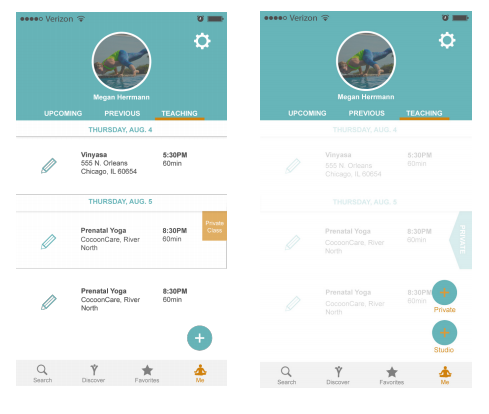 Verizon
Megan Herrmann
UPCOMING PREVIOUS TEACHING
THURSDAY, AUG. 4
Vinyasa 5:30PM
555 N. Orleans 60min
Chicago, IL 60654
THURSDAY, AUG. 5
Private
Class
Prenatal Yoga 8:30PM
CocoonCare, River 60min
North
Prenatal Yoga 8:30PM
CocoonCare, River 60min
North
+
Search Discover Favorites Me
Verizon
Megan Herrmann
UPCOMING PREVIOUS TEACHING
THURSDAY, AUG. 4
Vinyasa 5:30PM
555 N. Orleans 60min
Chicago, IL 60654
THURSDAY, AUG. 5
PRIVATE
Prenatal Yoga 8:30PM
CocoonCare, River 60min
North
Prenatal Yoga 8:30PM
CocoonCare, River 60min
North
+
Private
+
Studio
Search Discover Favorites Me